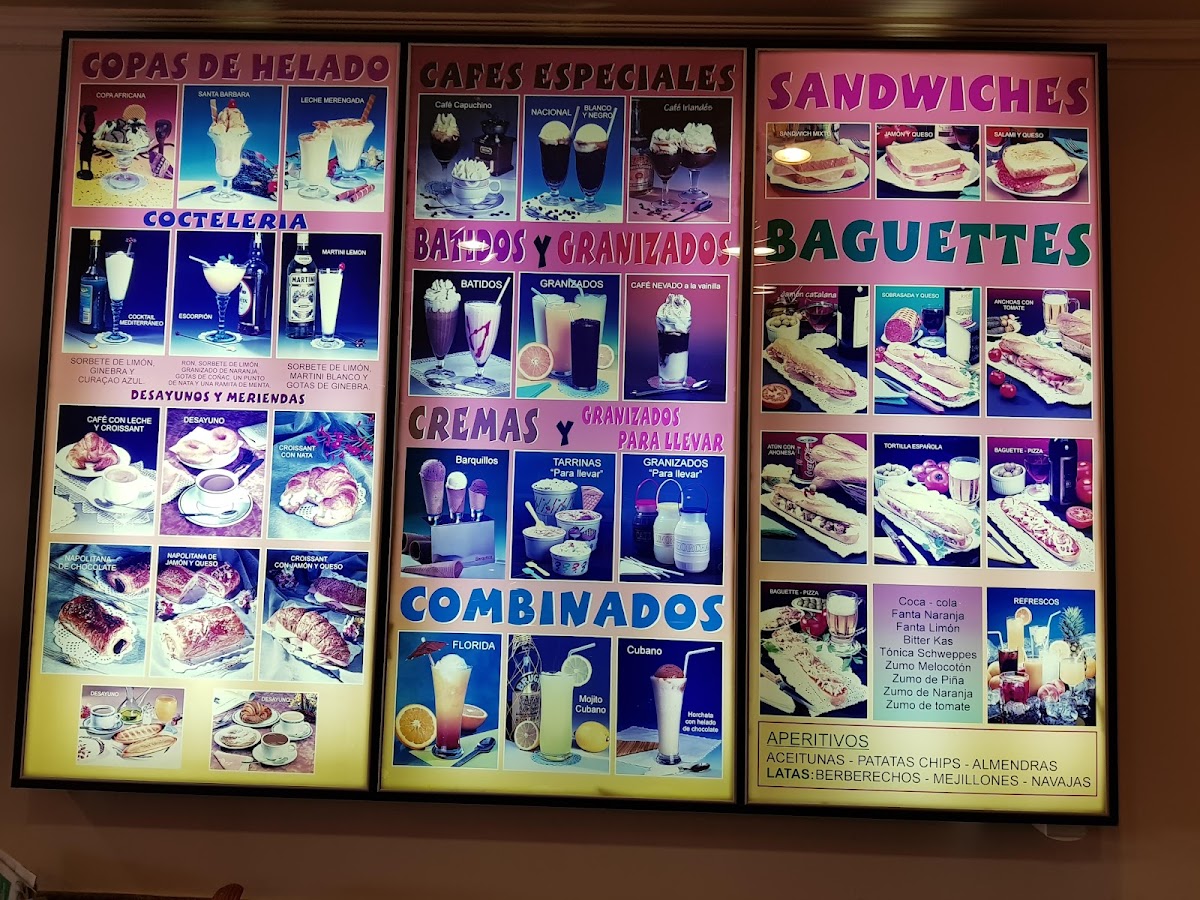 COPAS DE HELADO
COPA AFRICANA
SANTA BARBARA
LECHE MERENGADA
COCTELERIA
COCKTAIL
MEDITERRÁNEO
ESCORPIÓN
MARTINI LEMON
MARTINI
SORBETE DE LIMÓN,
GINEBRA Y
CURAÇAO AZUL.
RON, SORBETE DE LIMÓN
GRANIZADO DE NARANJA,
GOTAS DE COÑAC, UN PUNTO
DE NATA Y UNA RAMITA DE MENTA.
SORBETE DE LIMÓN,
MARTINI BLANCO Y
GOTAS DE GINEBRA.
DESAYUNOS Y MERIENDAS
CAFÉ CON LECHE
Y CROISSANT
DESAYUNO
CROISSANT
CON NATA
NAPOLITANA
DE CHOCOLATE
NAPOLITANA DE
JAMÓN Y QUESO
CROISSANT
CON JAMÓN Y QUESO
DESAYUNO
DESAYUNO
CAFES ESPECIALES
Café Capuchino
NACIONAL
BLANCO
Y NEGRO
Café Irlandés
BATIDOS Y GRANIZADOS
BATIDOS
GRANIZADOS
CAFÉ NEVADO a la vainilla
CREMAS Y GRANIZADOS
PARA LLEVAR
Barquillos
TARRINAS
"Para llevar"
GRANIZADOS
"Para llevar"
COMBINADOS
FLORIDA
Mojito
Cubano
Cubano
Horchata
con helado
de chocolate
SANDWICHES
SANDWICH MIXTO
JAMÓN Y QUESO
SALAMI Y QUESO
BAGUETTES
Jamón catalana
SOBRASADA Y QUESO
ANCHOAS CON
TOMATE
ATÚN CON
MAHONESA
TORTILLA ESPAÑOLA
BAGUETTE - PIZZA
BAGUETTE - PIZZA
Coca - cola
Fanta Naranja
Fanta Limón
Bitter Kas
Tónica Schweppes
Zumo Melocotón
Zumo de Piña
Zumo de Naranja
Zumo de tomate
REFRESCOS
APERITIVOS
ACEITUNAS - PATATAS CHIPS - ALMENDRAS
LATAS: BERBERECHOS - MEJILLONES - NAVAJAS